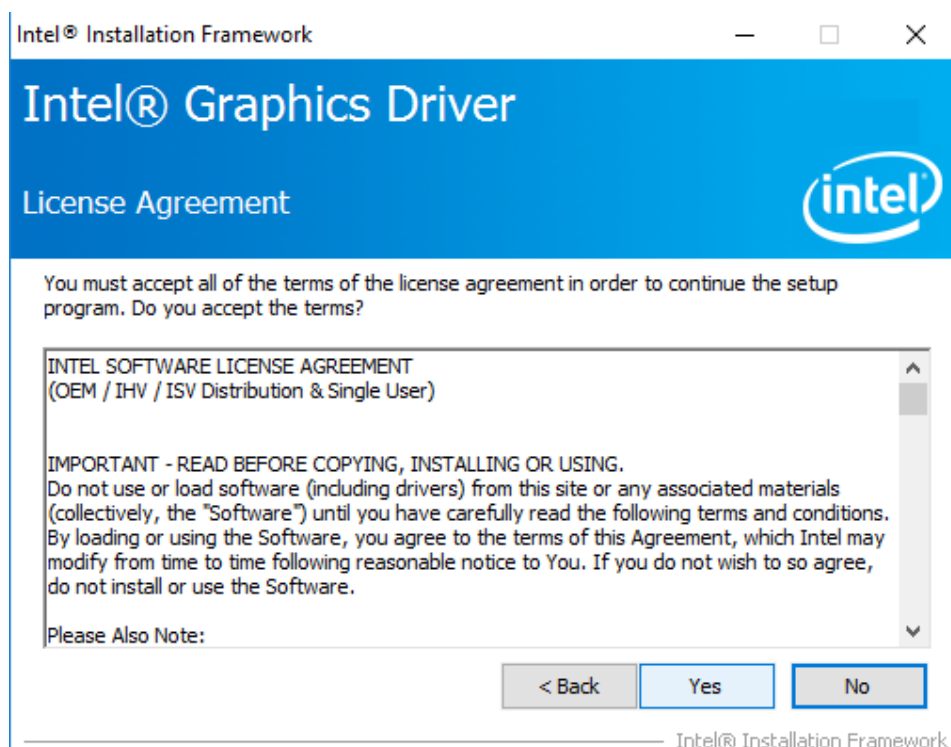 Intel® Installation Framework
Intel® Graphics Driver
License Agreement
intel
You must accept all of the terms of the license agreement in order to continue the setup
program. Do you accept the terms?
INTEL SOFTWARE LICENSE AGREEMENT
(OEM / IHV / ISV Distribution & Single User)
IMPORTANT - READ BEFORE COPYING, INSTALLING OR USING.
Do not use or load software (including drivers) from this site or any associated materials
(collectively, the "Software") until you have carefully read the following terms and conditions.
By loading or using the Software, you agree to the terms of this Agreement, which Intel may
modify from time to time following reasonable notice to You. If you do not wish to so agree,
do not install or use the Software.
Please Also Note:
< Back
Yes
No
Intel® Installation Framework